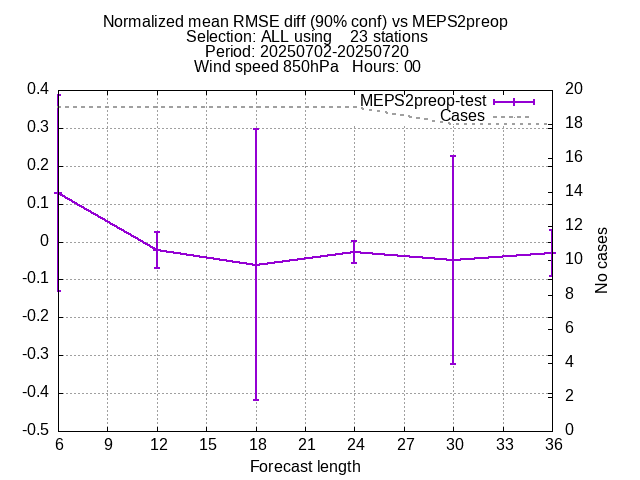 Normalized mean RMSE diff (90% conf) vs MEPS2preop
Selection: ALL using    23 stations
Period: 20250702-20250720
Wind speed 850hPa   Hours: 00
MEPS2preop-test
Cases
0.4
0.3
0.2
0.1
0
-0.1
-0.2
-0.3
-0.4
-0.5
20
18
16
14
12
10
8
6
4
2
0
No cases
6 9 12 15 18 21 24 27 30 33 36
Forecast length